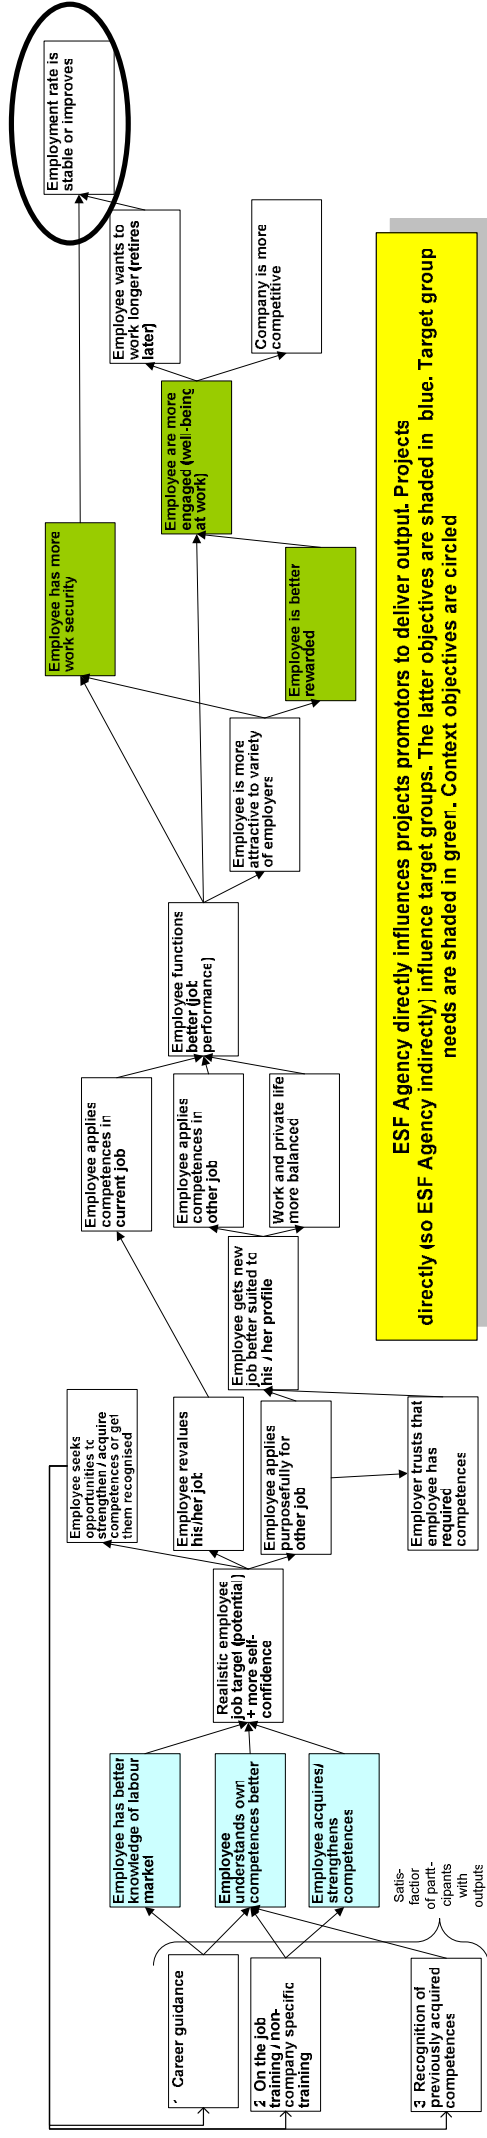 Career guidance
2 On the job
training / non-
company specific
training
3 Recognition of
previously acquired
competences
Satis-
faction
of parti-
cipants
with
outputs
Employee has better
knowledge of labour
market
Employee
understands own
competences better
Employee acquires/
strengthens
competences
Realistic employee
job target (potential)
+ more self-
confidence
Employee seeks
opportunities to
strengthen / acquire
competences or get
them recognised
Employee revalues
his/her job
Employee applies
purposefully for
other job
Employer trusts that
employee has
required
competences
Employee gets new
job better suited to
his / her profile
Employee applies
competences in
current job
Employee applies
competences in
other job
Work and private life
more balanced
Employee functions
better (job
performance)
Employee is more
attractive to variety
of employers
Employee has more
work security
Employee is better
rewarded
Employee are more
engaged (well-being
at work)
Employee wants to
work longer (retires
later)
Company is more
competitive
Employment rate is
stable or improves
ESF Agency directly influences projects promotors to deliver output. Projects
directly (so ESF Agency indirectly) influence target groups. The latter objectives are shaded in blue. Target group
needs are shaded in green. Context objectives are circled